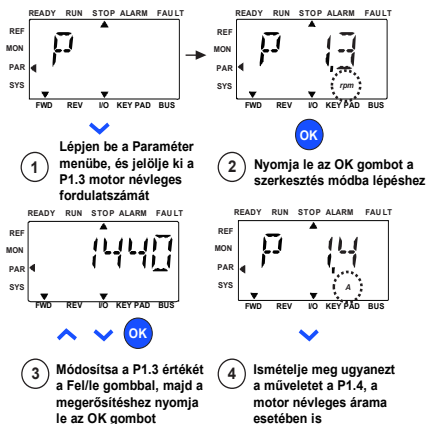 READY RUN STOP ALARM FAULT
REF
MON
PAR
SYS
P
FWD REV I/O KEYPAD BUS
READY RUN STOP ALARM FAULT
REF
MON
PAR
SYS
P 1,3
rpm
FWD REV I/O KEYPAD BUS
1
Lépjen be a Paraméter
menübe, és jelölje ki a
P1.3 motor névleges
fordulatszámát
OK
2
Nyomja le az OK gombot a
szerkesztés módba lépéshez
READY RUN STOP ALARM FAULT
REF
MON
PAR
SYS
1440
FWD REV I/O KEYPAD BUS
READY RUN STOP ALARM FAULT
REF
MON
PAR
SYS
P 1,4
A
FWD REV I/O KEYPAD BUS
OK
3
Módosítsa a P1.3 értékét
a Fel/le gombbal, majd a
megerősítéshez nyomja
le az OK gombot
4
Ismételje meg ugyanezt
a műveletet a P1.4, a
motor névleges árama
esetében is